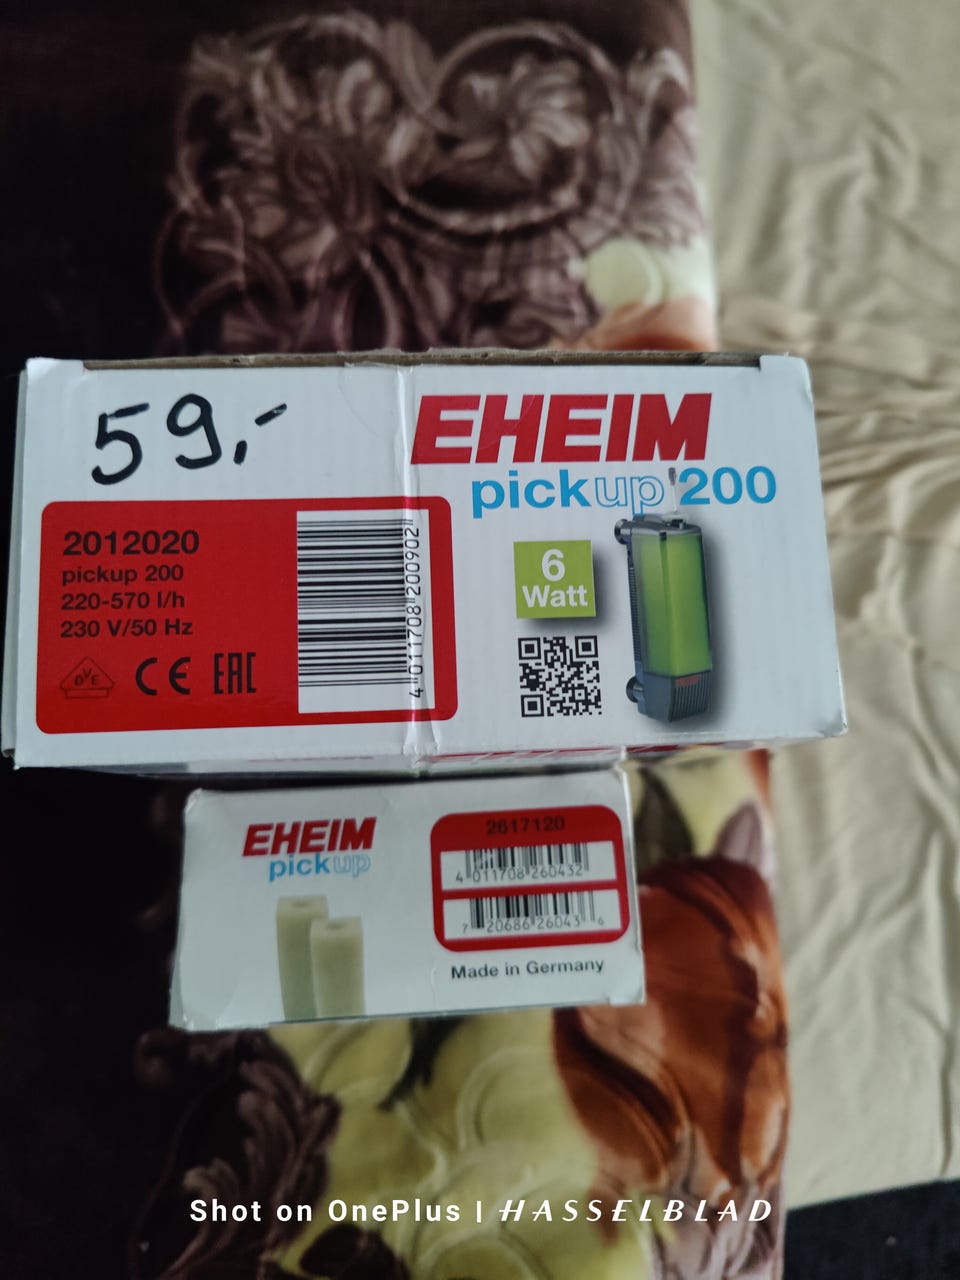 59,-
EHEIM
pickup 200
2012020
pickup 200
220-570 l/h
230 V/50 Hz
DVE
CE EAC
4 011708 200902
6
Watt
EHEIM
pickup
2617120
4 011708 260432
7 20686 26043 6
Made in Germany
Shot on OnePlus | HASSELBLAD